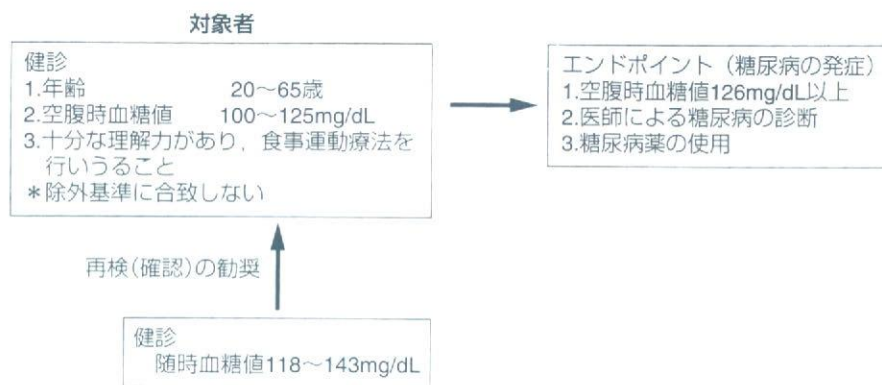 対象者
健診
1.年齢 20〜65歳
2.空腹時血糖値 100〜125mg/dL
3.十分な理解力があり，食事運動療法を
行いうること
＊除外基準に合致しない
エンドポイント（糖尿病の発症）
1.空腹時血糖値126mg/dL以上
2.医師による糖尿病の診断
3.糖尿病薬の使用
再検(確認)の勧奨
健診
随時血糖値118〜143mg/dL